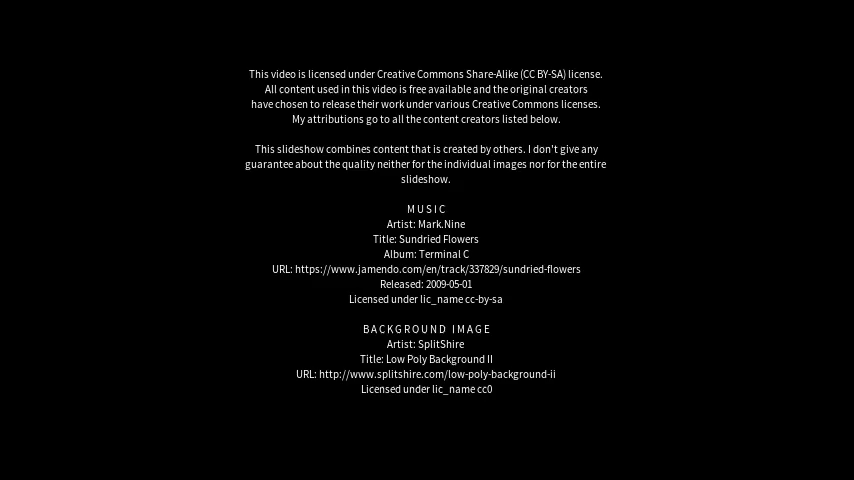 This video is licensed under Creative Commons Share-Alike (CC BY-SA) license.
All content used in this video is free available and the original creators
have chosen to release their work under various Creative Commons licenses.
My attributions go to all the content creators listed below.
This slideshow combines content that is created by others. I don't give any
guarantee about the quality neither for the individual images nor for the entire
slideshow.
MUSIC
Artist: Mark.Nine
Title: Sundried Flowers
Album: Terminal C
URL: https://www.jamendo.com/en/track/337829/sundried-flowers
Released: 2009-05-01
Licensed under lic_name cc-by-sa
BACKGROUND IMAGE
Artist: SplitShire
Title: Low Poly Background II
URL: http://www.splitshire.com/low-poly-background-ii
Licensed under lic_name cc0